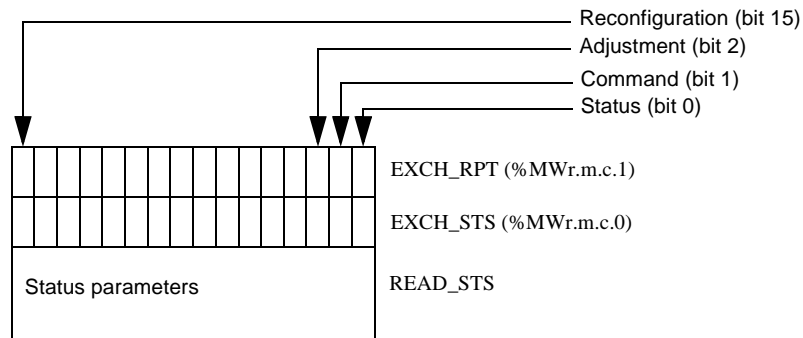 Reconfiguration (bit 15)
Adjustment (bit 2)
Command (bit 1)
Status (bit 0)
EXCH_RPT (%MWr.m.c.1)
EXCH_STS (%MWr.m.c.0)
Status parameters READ_STS